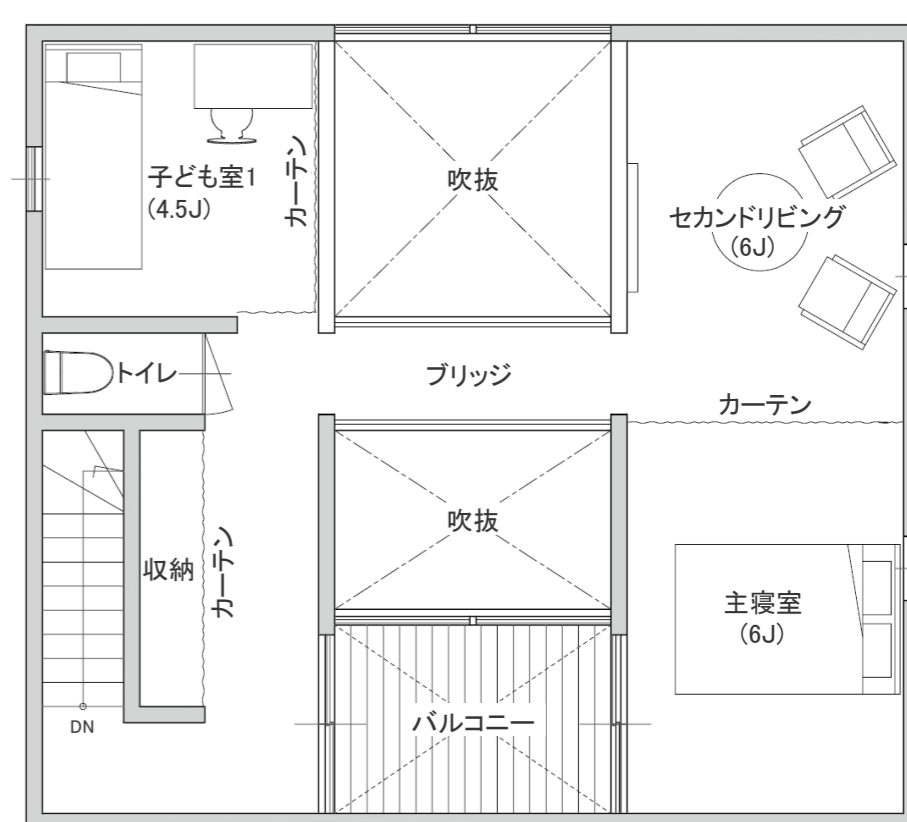 子ども室1
(4.5J)
カーテン
吹抜
セカンドリビング
(6J)
トイレ
ブリッジ
カーテン
収納
カーテン
吹抜
主寝室
(6J)
DN
バルコニー